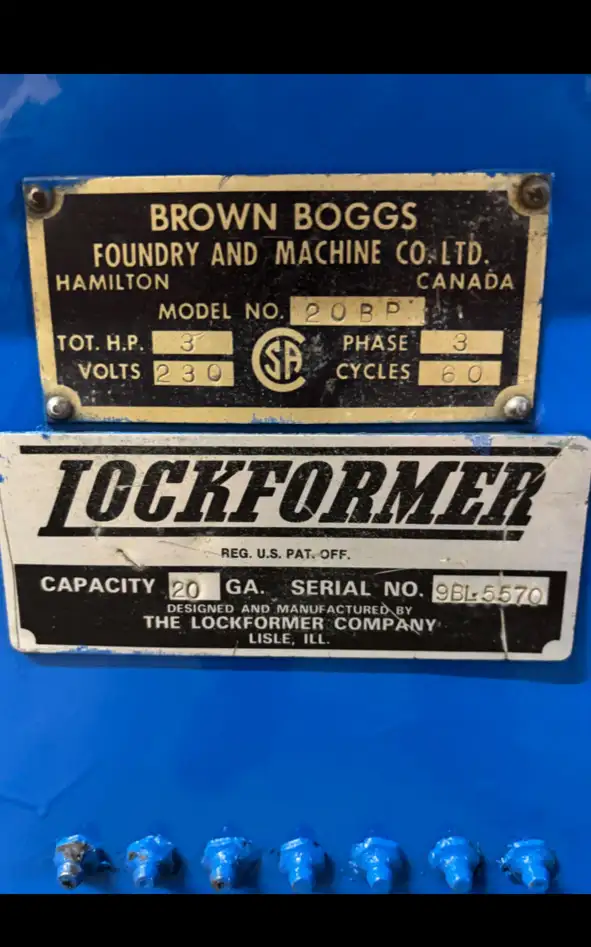 BROWN BOGGS
FOUNDRY AND MACHINE CO. LTD.
HAMILTON CANADA
MODEL NO. 20BP
TOT. H.P. 3 PHASE 3
VOLTS 230 CSA CYCLES 60
LOCKFORMER
REG. U.S. PAT. OFF.
CAPACITY 20 GA. SERIAL NO. 9BL-5570
DESIGNED AND MANUFACTURED BY
THE LOCKFORMER COMPANY
LISLE, ILL.